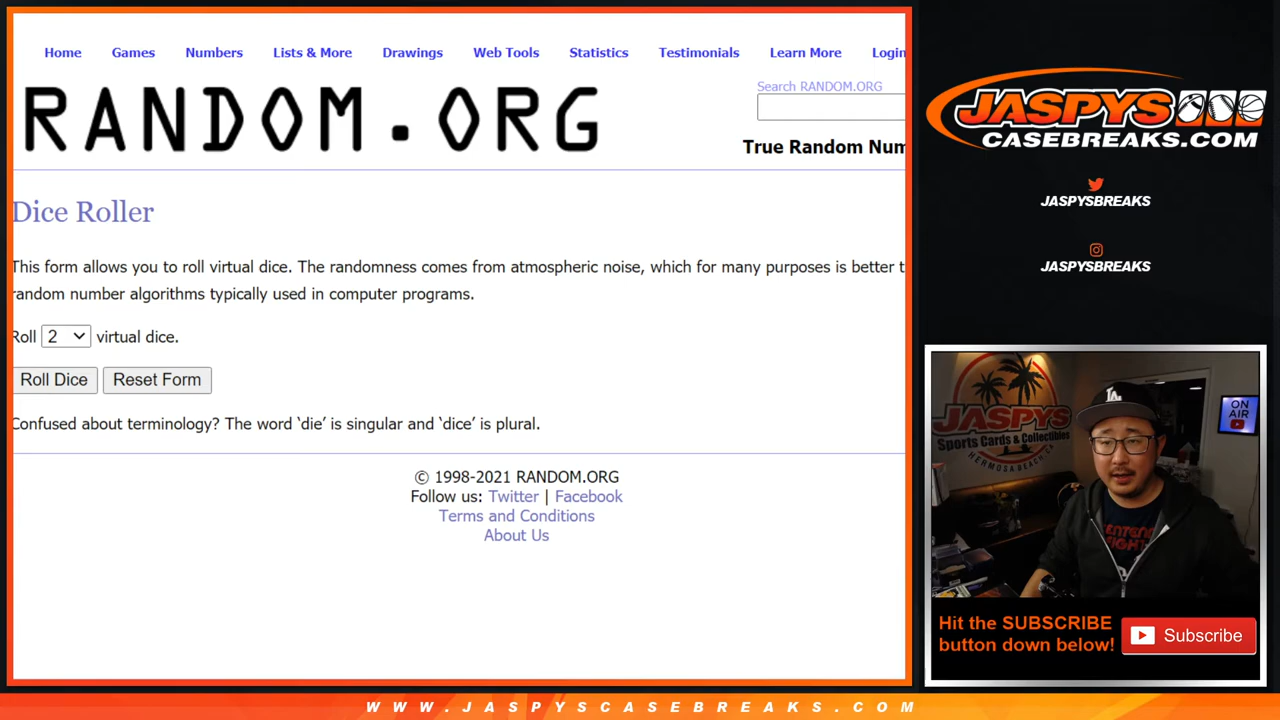 Home Games Numbers Lists & More Drawings Web Tools Statistics Testimonials Learn More Login
RANDOM.ORG
Search RANDOM.ORG
True Random Num
Dice Roller
This form allows you to roll virtual dice. The randomness comes from atmospheric noise, which for many purposes is better t
random number algorithms typically used in computer programs.
Roll 2 virtual dice.
Roll Dice Reset Form
Confused about terminology? The word ‘die’ is singular and ‘dice’ is plural.
© 1998-2021 RANDOM.ORG
Follow us: Twitter | Facebook
Terms and Conditions
About Us
JASPYS
CASEBREAKS.COM
JASPYSBREAKS
JASPYSBREAKS
JASPYS
Sports Cards & Collectibles
HERMOSA BEACH, CA
LA
ON
AIR
Hit the SUBSCRIBE
button down below!
Subscribe
WWW.JASPYSCASEBREAKS.COM